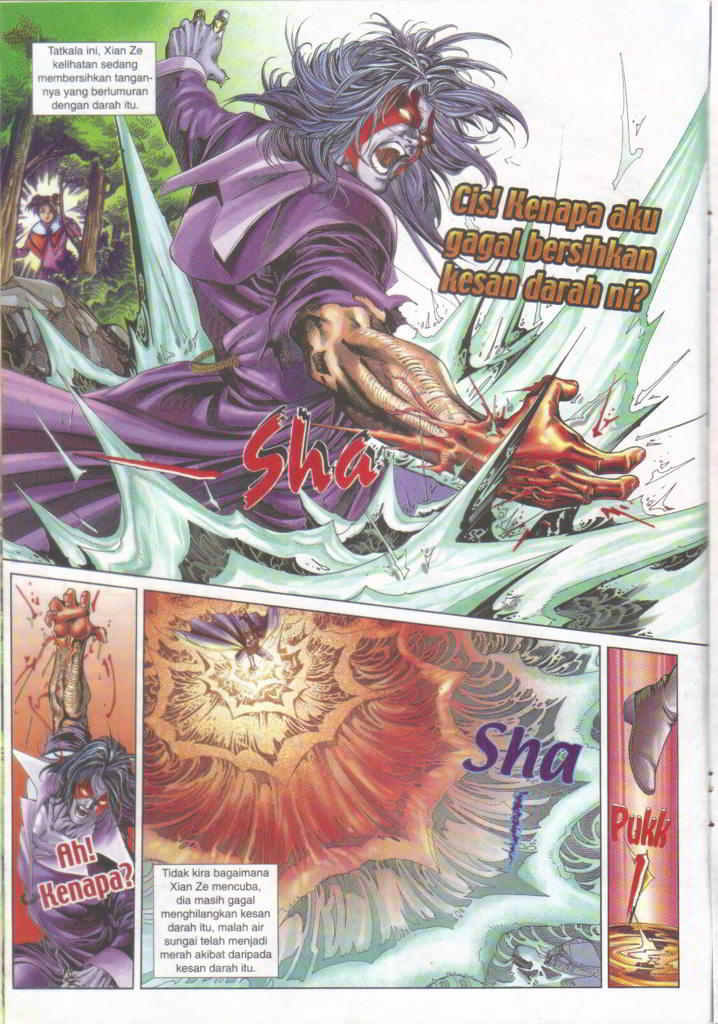 Tatkala ini, Xian Ze
kelihatan sedang
membersihkan tangan-
nya yang berlumuran
dengan darah itu.
Cis! Kenapa aku
gagal bersihkan
kesan darah ni?
Sha
Ah!
Kenapa?
Sha
Tidak kira bagaimana
Xian Ze mencuba,
dia masih gagal
menghilangkan kesan
darah itu, malah air
sungai telah menjadi
merah akibat daripada
kesan darah itu.
Pukk
!